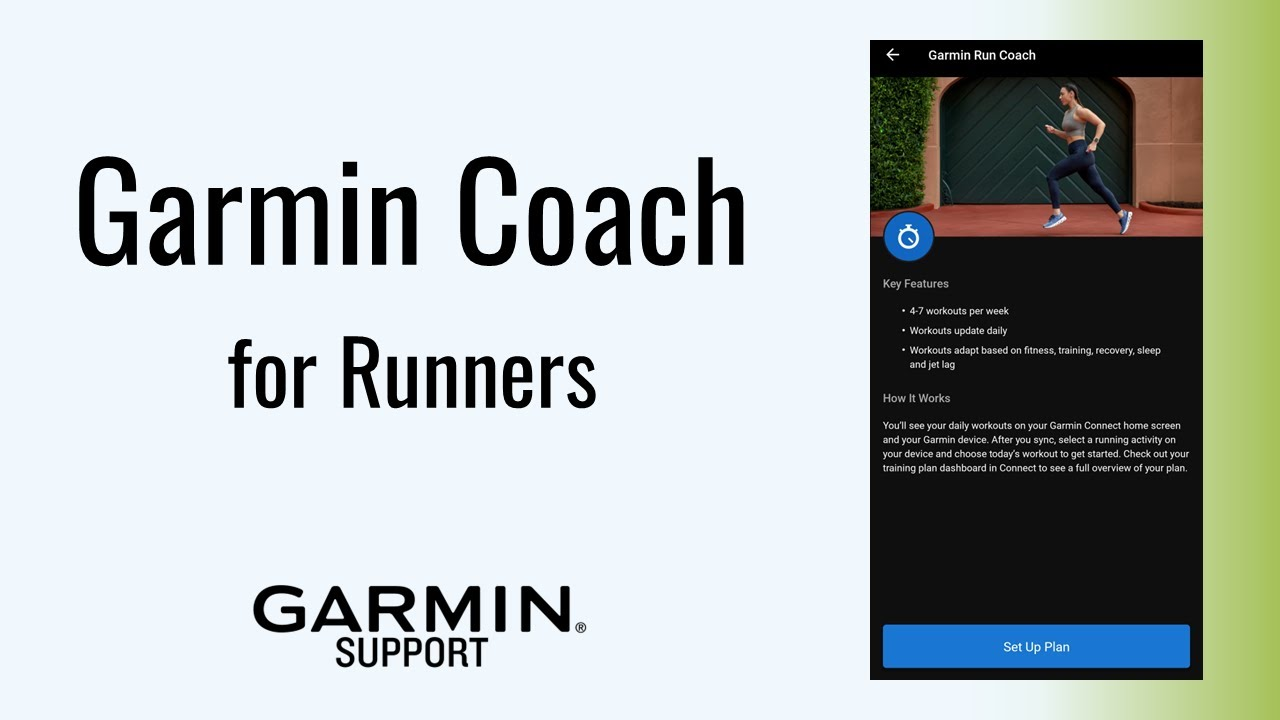 Garmin Coach
for Runners
GARMIN®
SUPPORT
Garmin Run Coach
Key Features
• 4-7 workouts per week
• Workouts update daily
• Workouts adapt based on fitness, training, recovery, sleep
and jet lag
How It Works
You'll see your daily workouts on your Garmin Connect home screen
and your Garmin device. After you sync, select a running activity on
your device and choose today's workout to get started. Check out your
training plan dashboard in Connect to see a full overview of your plan.
Set Up Plan